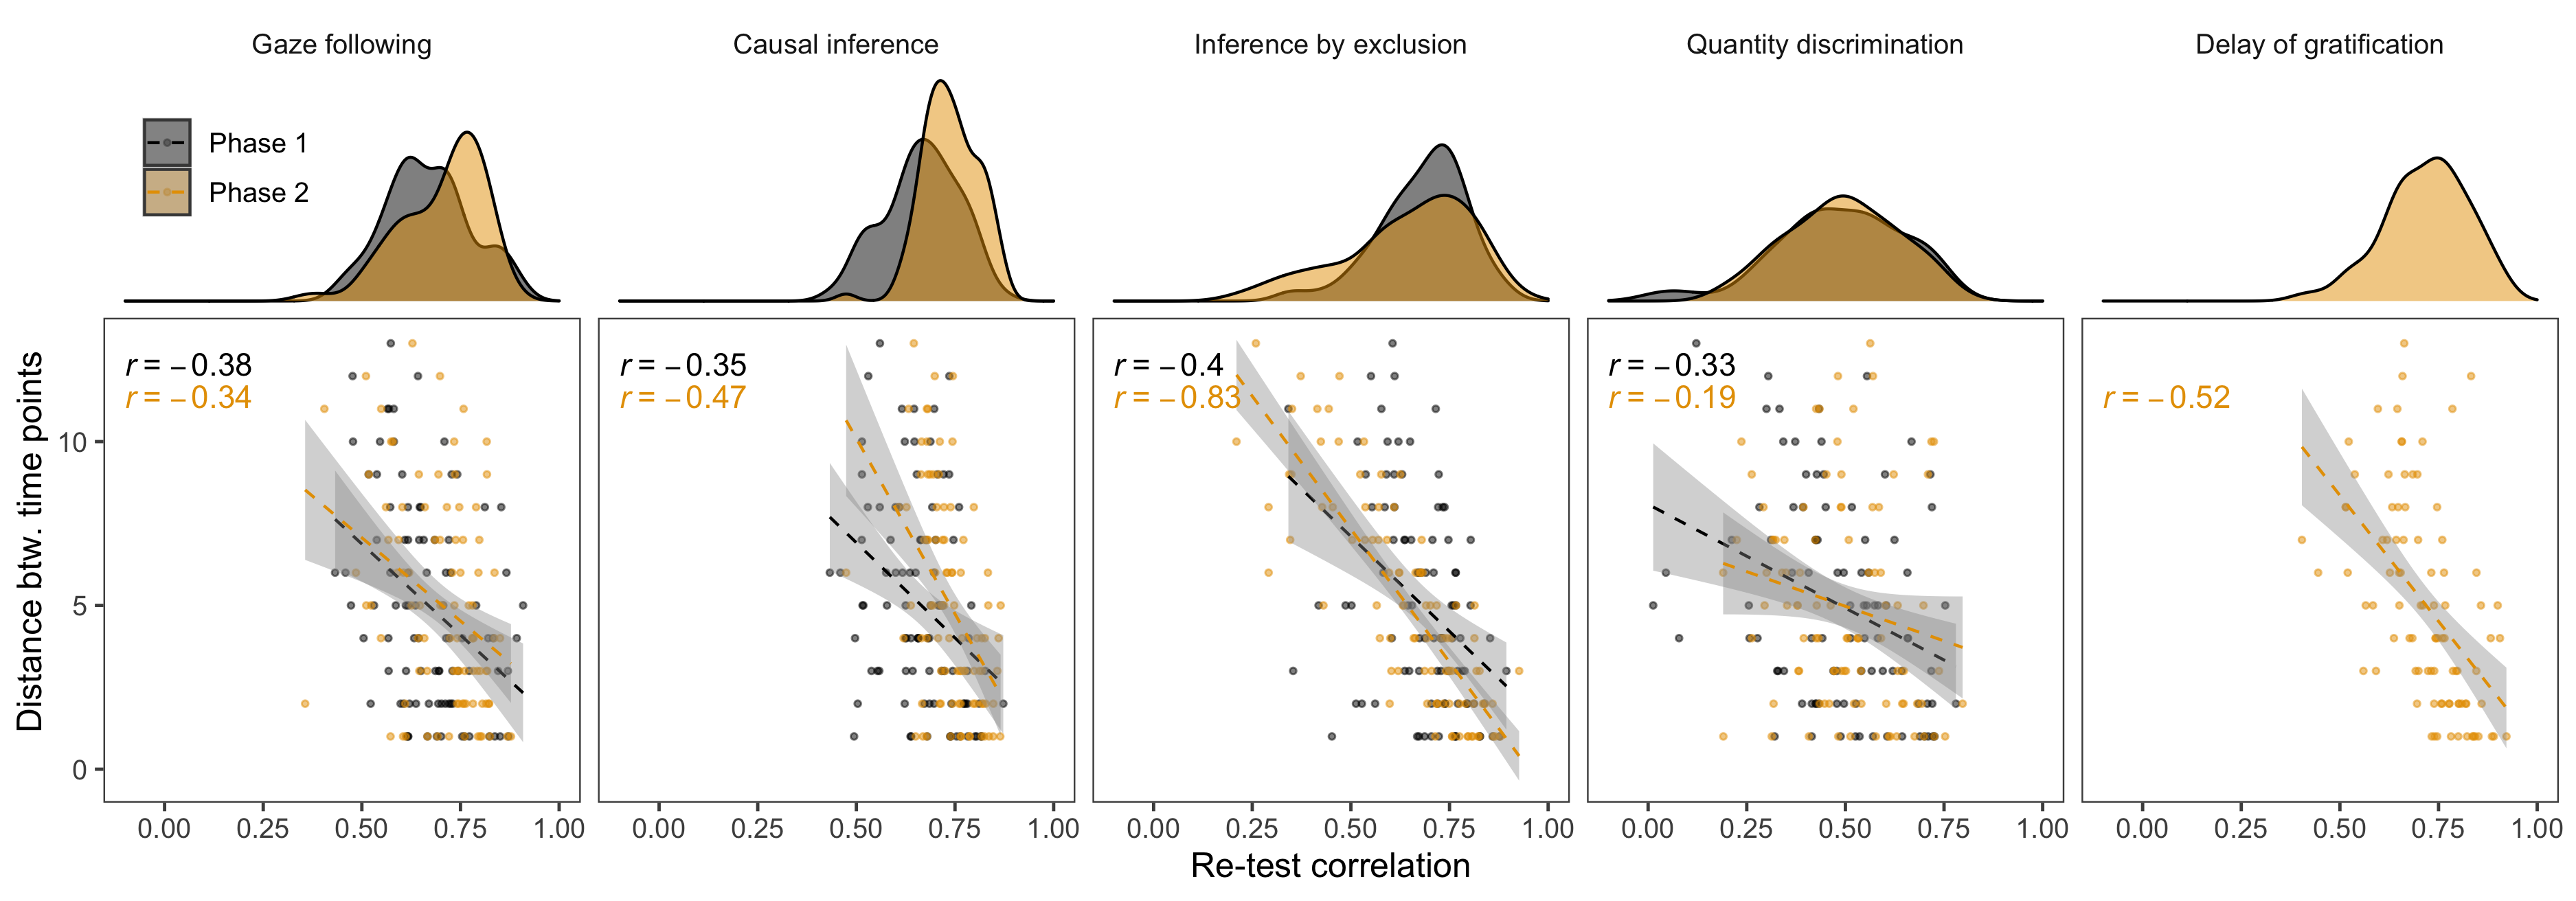 Gaze following
Causal inference
Inference by exclusion
Quantity discrimination
Delay of gratification
Phase 1
Phase 2
r = −0.38
r = −0.34
r = −0.35
r = −0.47
r = −0.4
r = −0.83
r = −0.33
r = −0.19
r = −0.52
Distance btw. time points
10
5
0
0.00 0.25 0.50 0.75 1.00
0.00 0.25 0.50 0.75 1.00
0.00 0.25 0.50 0.75 1.00
0.00 0.25 0.50 0.75 1.00
0.00 0.25 0.50 0.75 1.00
Re-test correlation